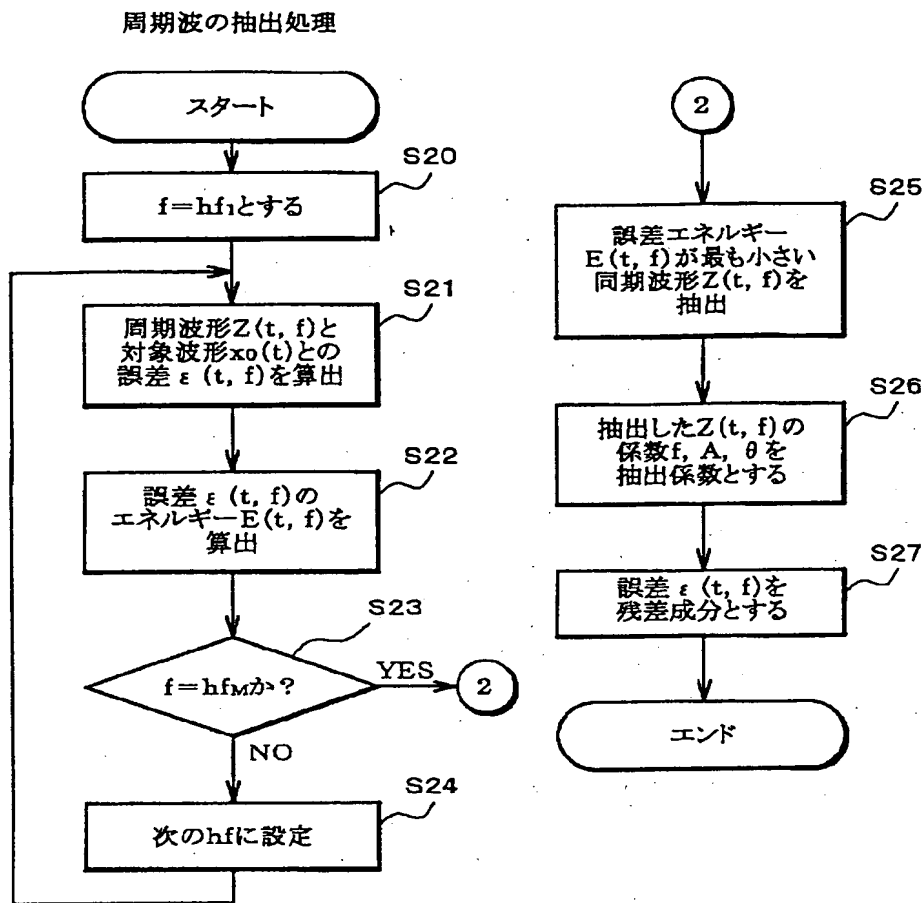 周期波の抽出処理
スタート
S20
f=hf₁とする
S21
周期波形Z(t, f)と
対象波形x₀(t)との
誤差 ε (t, f)を算出
S22
誤差 ε (t, f)の
エネルギーE(t, f)を
算出
S23
f=hf_Mか?
YES
2
NO
S24
次のhfに設定
2
S25
誤差エネルギー
E(t, f)が最も小さい
同期波形Z(t, f)を
抽出
S26
抽出したZ(t, f)の
係数f, A, θを
抽出係数とする
S27
誤差 ε (t, f)を
残差成分とする
エンド